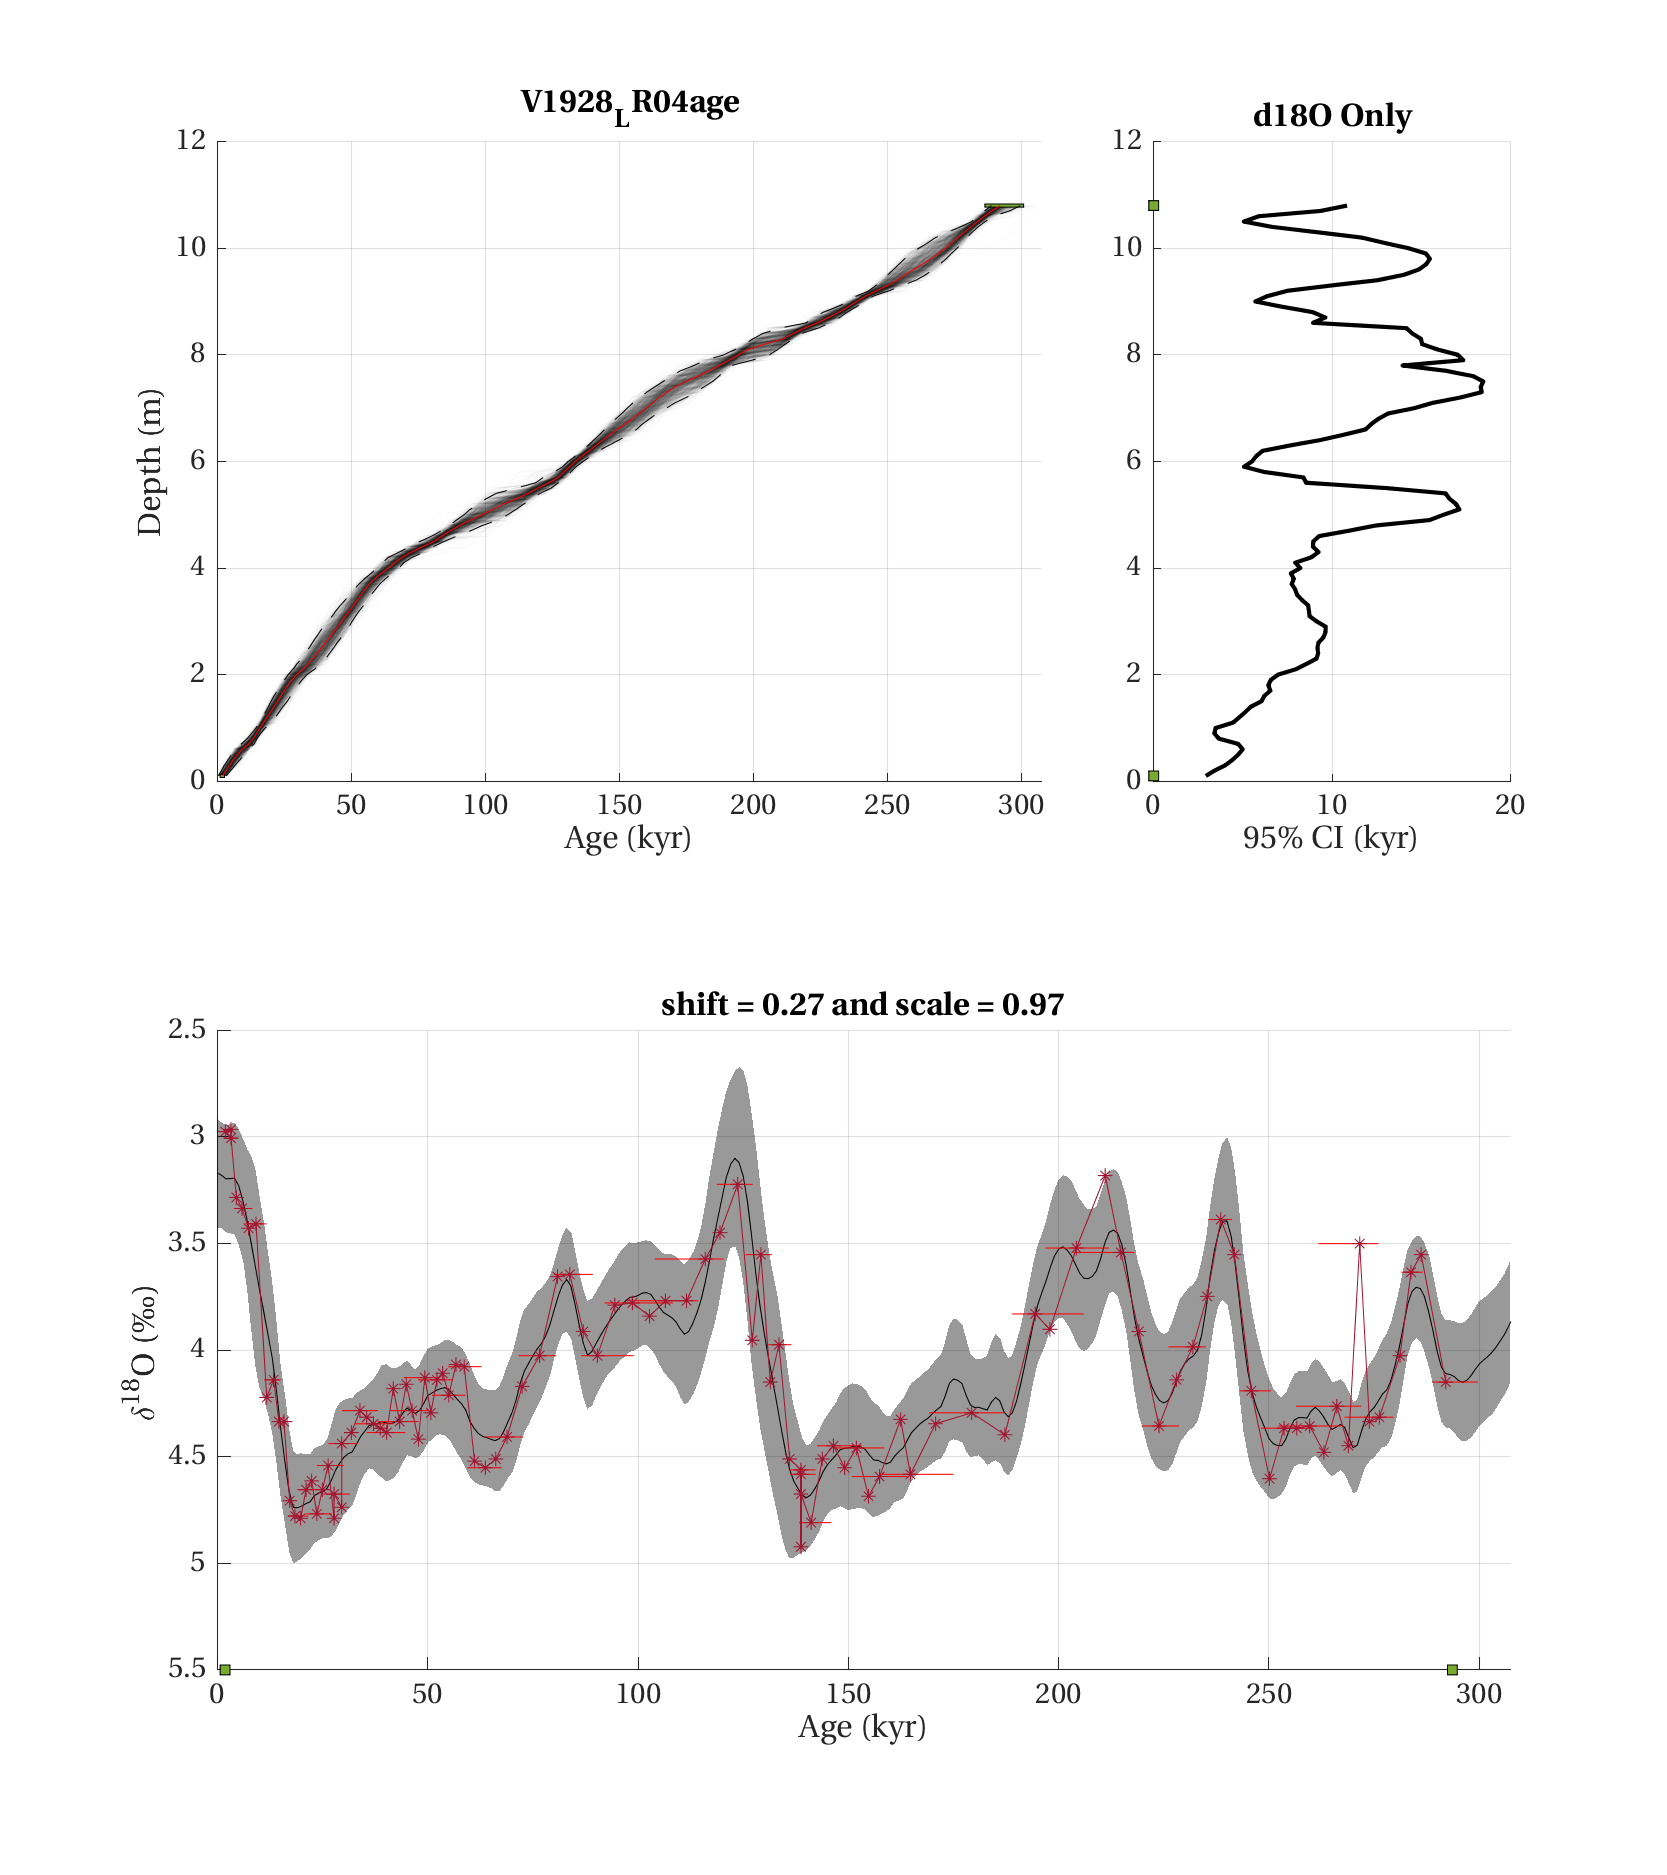 V1928LR04age
12
10
8
6
4
2
0
Depth (m)
0 50 100 150 200 250 300
Age (kyr)
d18O Only
12
10
8
6
4
2
0
0 10 20
95% CI (kyr)
shift = 0.27 and scale = 0.97
2.5
3
3.5
4
4.5
5
5.5
δ18O (‰)
0 50 100 150 200 250 300
Age (kyr)